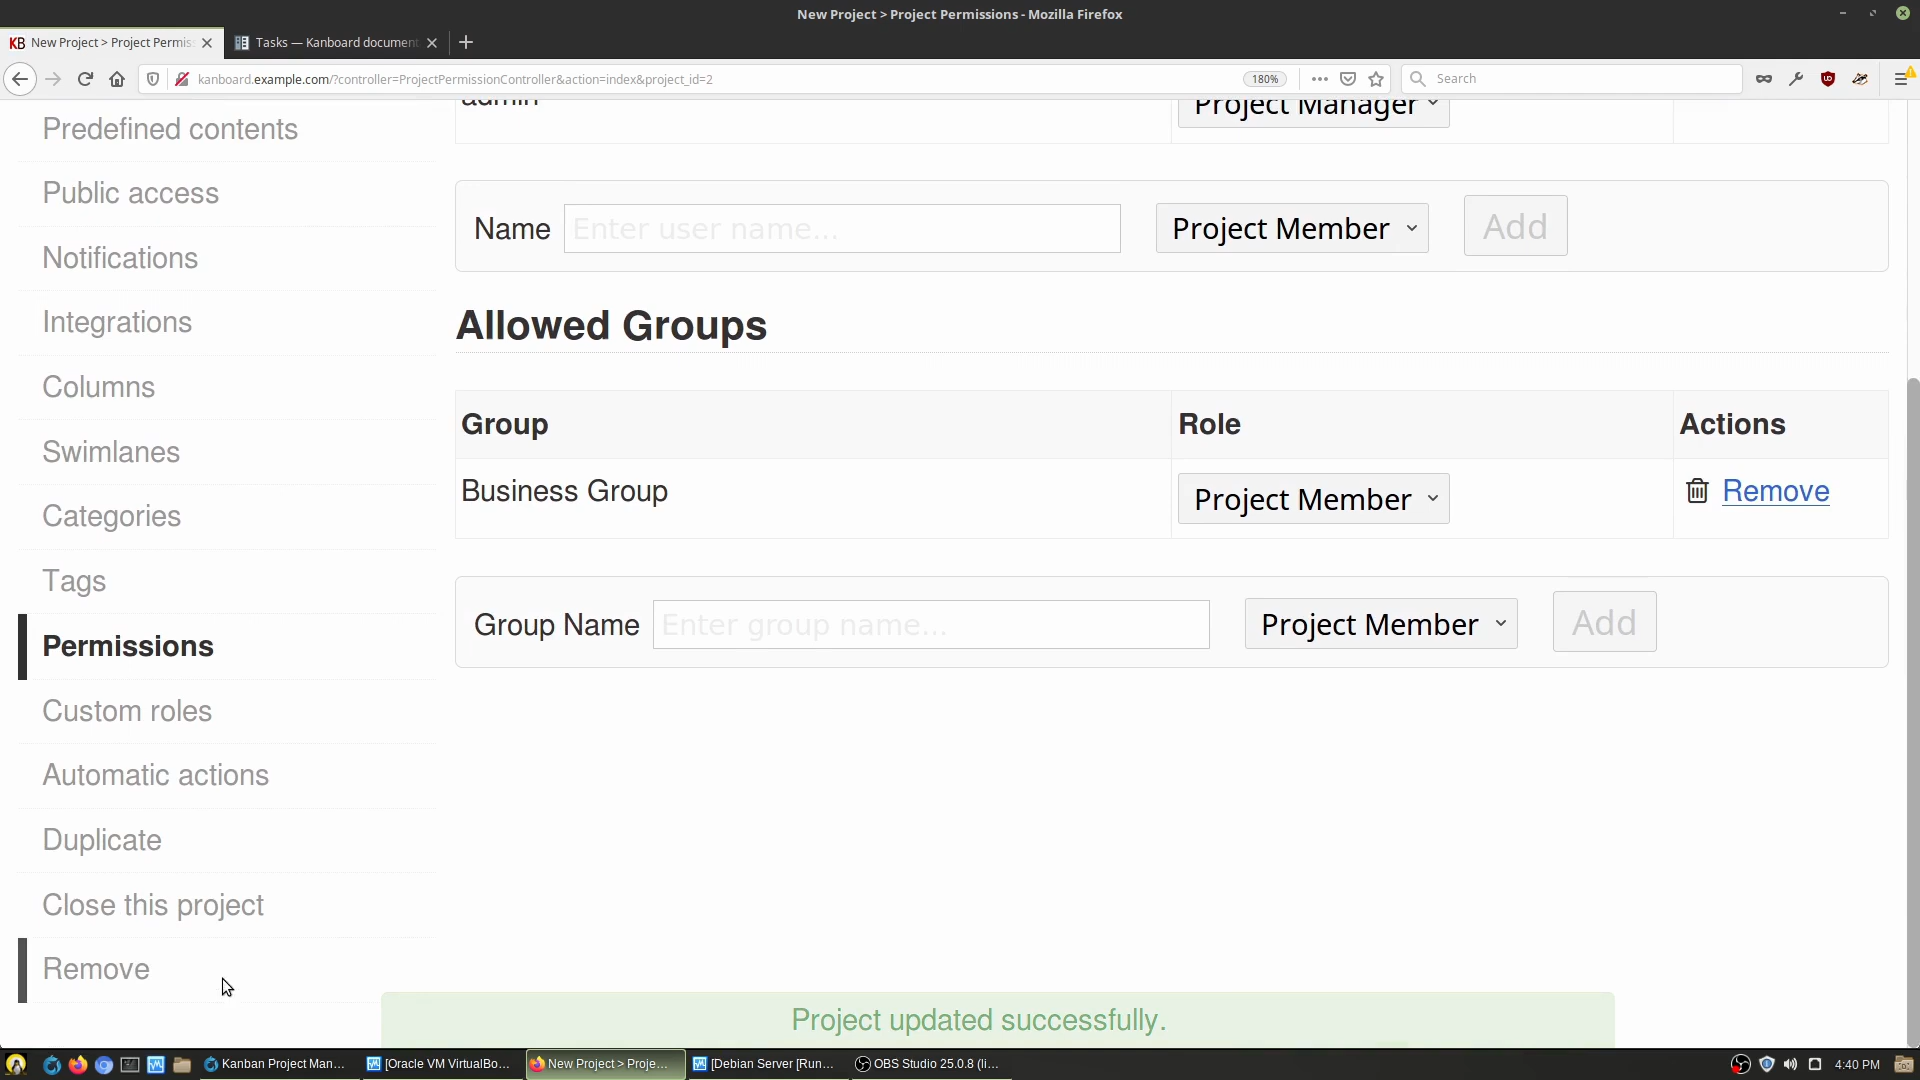 New Project > Project Permissions - Mozilla Firefox
KB New Project > Project Permis
Tasks — Kanboard document
kanboard.example.com/?controller=ProjectPermissionController&action=index&project_id=2
180%
Search
Predefined contents
Public access
Notifications
Integrations
Columns
Swimlanes
Categories
Tags
Permissions
Custom roles
Automatic actions
Duplicate
Close this project
Remove
admin
Project Manager
Name
Enter user name...
Project Member
Add
Allowed Groups
Group Role Actions
Business Group Project Member Remove
Group Name
Enter group name...
Project Member
Add
Project updated successfully.
Kanban Project Man...
[Oracle VM VirtualBo...
New Project > Proje...
[Debian Server [Run...
OBS Studio 25.0.8 (li...
4:40 PM